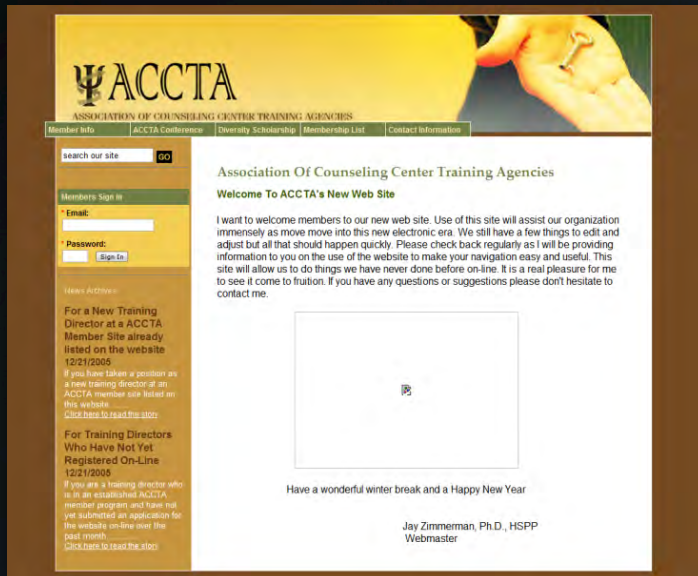 ΨACCTA
ASSOCIATION OF COUNSELING CENTER TRAINING AGENCIES
Member Info
ACCTA Conference
Diversity Scholarship
Membership List
Contact Information
search our site
GO
Members Sign In
* Email:
* Password:
Sign In
News Archives
For a New Training
Director at a ACCTA
Member Site already
listed on the website
12/21/2005
If you have taken a position as
a new training director at an
ACCTA member site listed on
this website.......
Click here to read the story
For Training Directors
Who Have Not Yet
Registered On-Line
12/21/2005
If you are a training director who
is in an established ACCTA
member program and have not
yet submitted an application for
the website on-line over the
past month.......
Click here to read the story
Association Of Counseling Center Training Agencies
Welcome To ACCTA's New Web Site
I want to welcome members to our new web site. Use of this site will assist our organization
immensely as move move into this new electronic era. We still have a few things to edit and
adjust but all that should happen quickly. Please check back regularly as I will be providing
information to you on the use of the website to make your navigation easy and useful. This
site will allow us to do things we have never done before on-line. It is a real pleasure for me
to see it come to fruition. If you have any questions or suggestions please don't hesitate to
contact me.
Have a wonderful winter break and a Happy New Year
Jay Zimmerman, Ph.D., HSPP
Webmaster